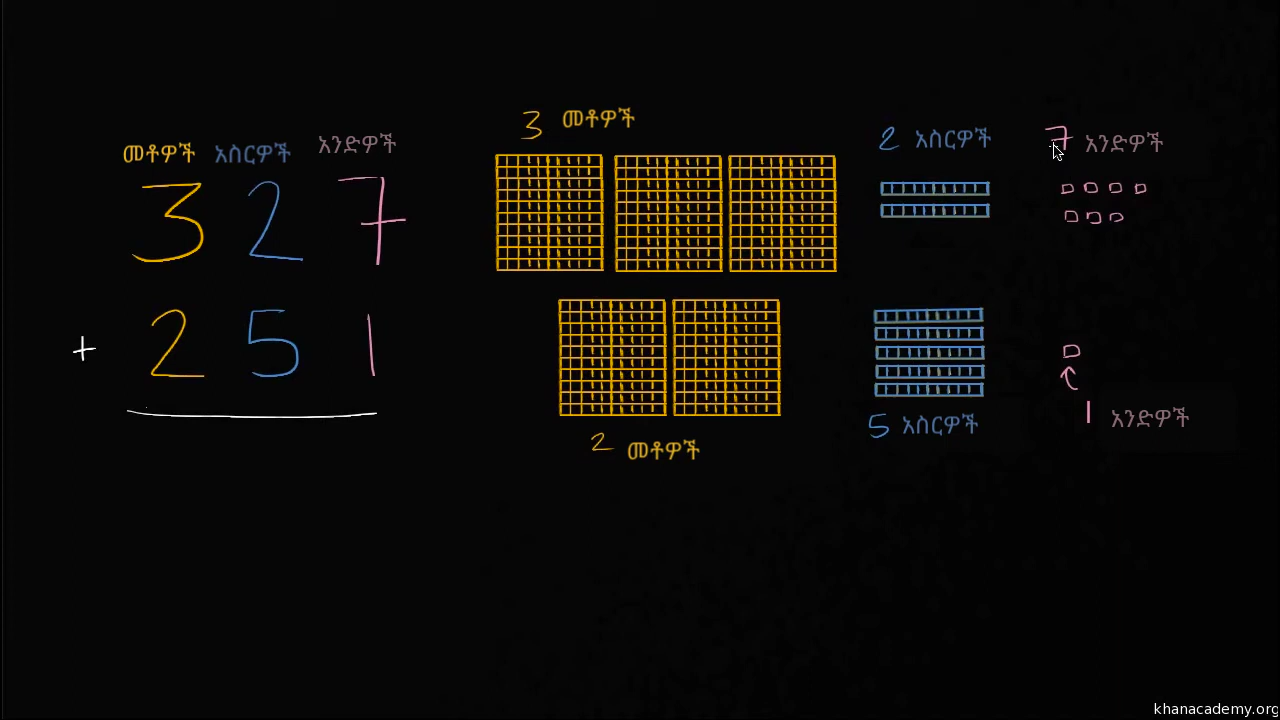 መቶዎች አስርዎች አንድዎች
3 2 7
+ 2 5 1
3 መቶዎች
2 መቶዎች
2 አስርዎች
5 አስርዎች
7 አንድዎች
1 አንድዎች
khanacademy.org